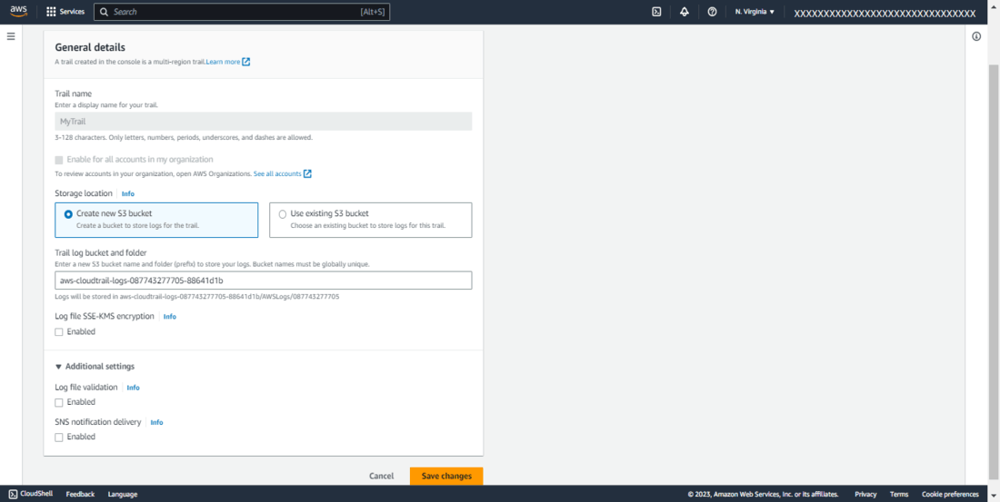 aws
Services
Search
[Alt+S]
N. Virginia
XXXXXXXXXXXXXXXXXXXXXXXXXXXXXXX
General details
A trail created in the console is a multi-region trail.Learn more
Trail name
Enter a display name for your trail.
MyTrail
3-128 characters. Only letters, numbers, periods, underscores, and dashes are allowed.
Enable for all accounts in my organization
To review accounts in your organization, open AWS Organizations. See all accounts
Storage location Info
Create new S3 bucket
Create a bucket to store logs for the trail.
Use existing S3 bucket
Choose an existing bucket to store logs for this trail.
Trail log bucket and folder
Enter a new S3 bucket name and folder (prefix) to store your logs. Bucket names must be globally unique.
aws-cloudtrail-logs-087743277705-88641d1b
Logs will be stored in aws-cloudtrail-logs-087743277705-88641d1b/AWSLogs/087743277705
Log file SSE-KMS encryption Info
Enabled
Additional settings
Log file validation Info
Enabled
SNS notification delivery Info
Enabled
Cancel
Save changes
CloudShell
Feedback
Language
© 2023, Amazon Web Services, Inc. or its affiliates.
Privacy
Terms
Cookie preferences